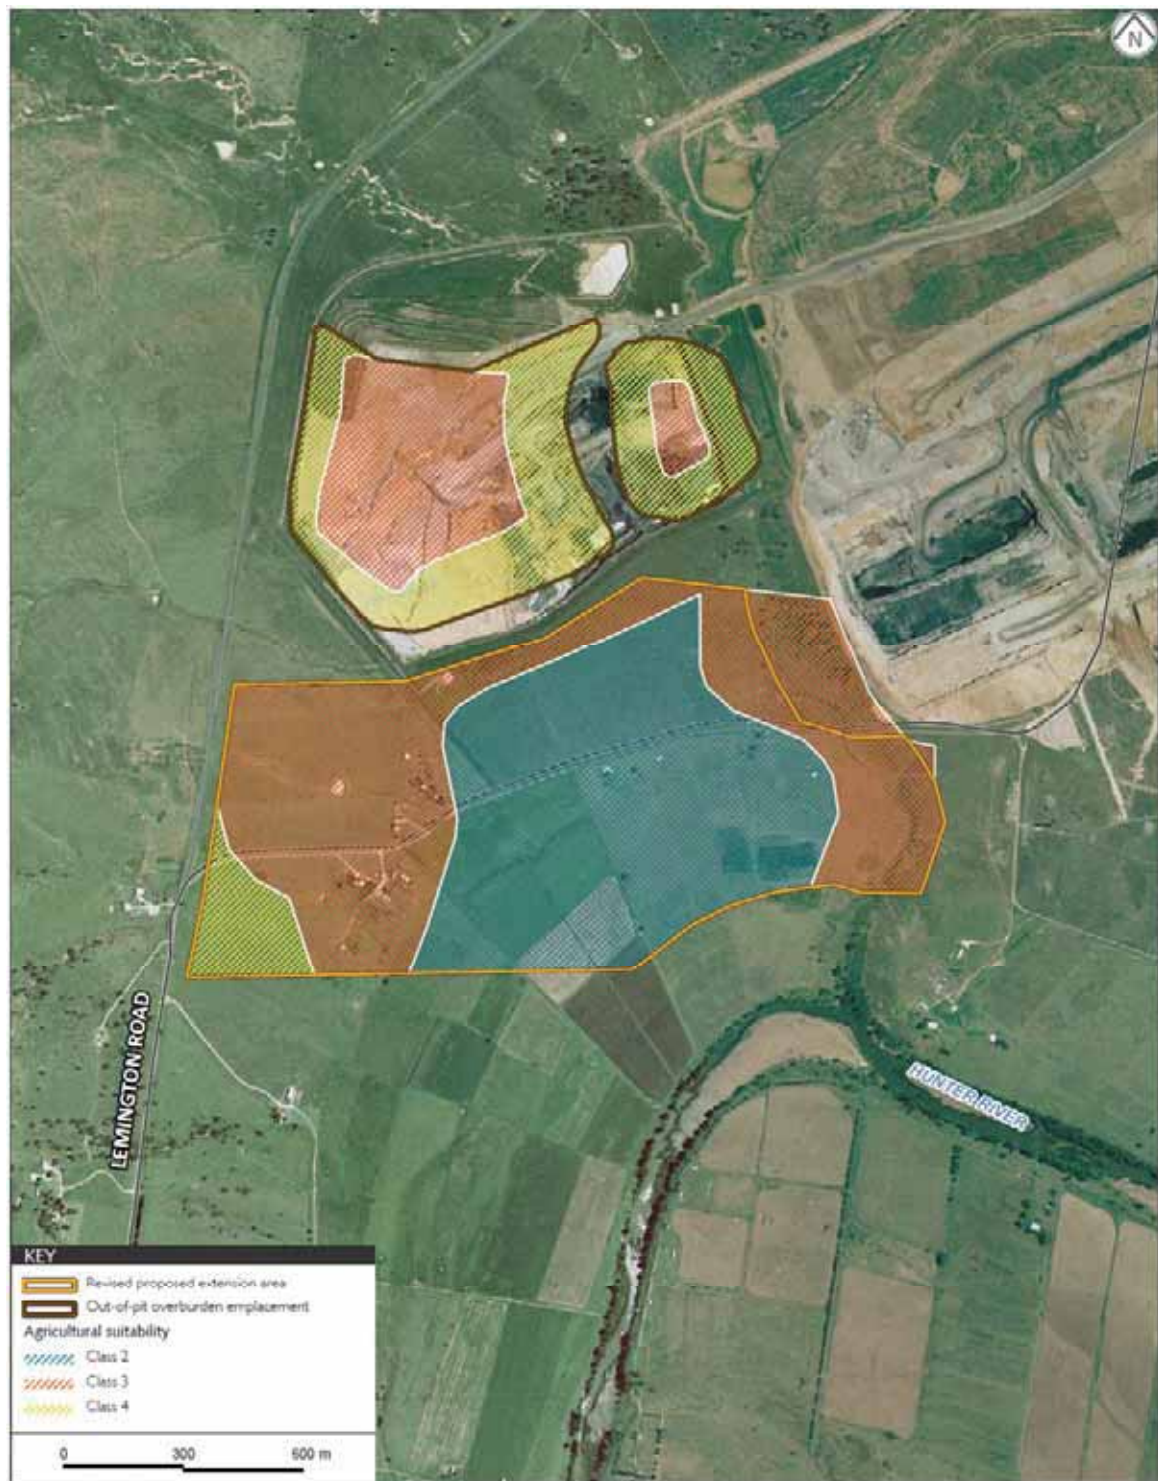 N
LEMINGTON ROAD
HUNTER RIVER
KEY
Revised proposed extension area
Out-of-pit overburden emplacement
Agricultural suitability
Class 2
Class 3
Class 4
0 300 600 m